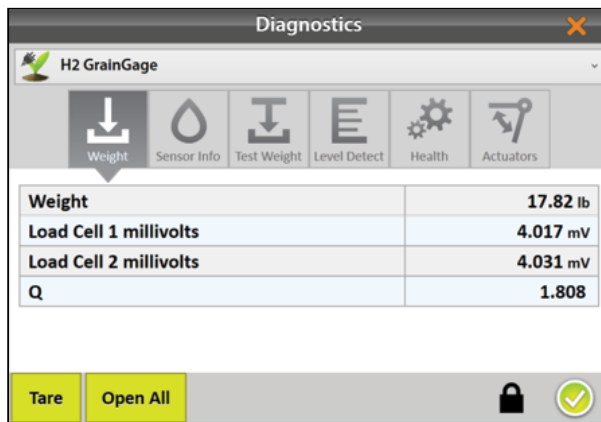 Diagnostics
H2 GrainGage
Weight Sensor Info Test Weight Level Detect Health Actuators
Weight 17.82 lb
Load Cell 1 millivolts 4.017 mV
Load Cell 2 millivolts 4.031 mV
Q 1.808
Tare Open All